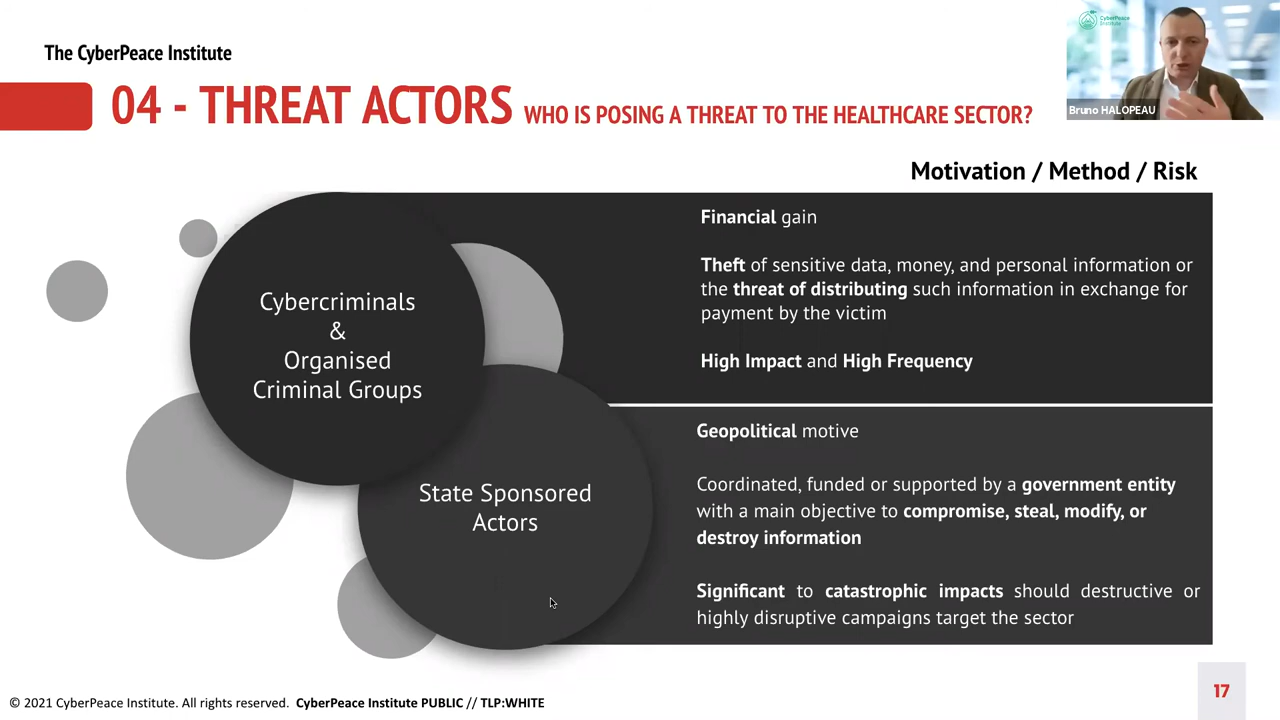 The CyberPeace Institute
04 - THREAT ACTORS WHO IS POSING A THREAT TO THE HEALTHCARE SECTOR?
CyberPeace
Institute
Bruno HALOPEAU
Motivation / Method / Risk
Cybercriminals
&
Organised
Criminal Groups
Financial gain
Theft of sensitive data, money, and personal information or
the threat of distributing such information in exchange for
payment by the victim
High Impact and High Frequency
State Sponsored
Actors
Geopolitical motive
Coordinated, funded or supported by a government entity
with a main objective to compromise, steal, modify, or
destroy information
Significant to catastrophic impacts should destructive or
highly disruptive campaigns target the sector
© 2021 CyberPeace Institute. All rights reserved. CyberPeace Institute PUBLIC // TLP:WHITE
17